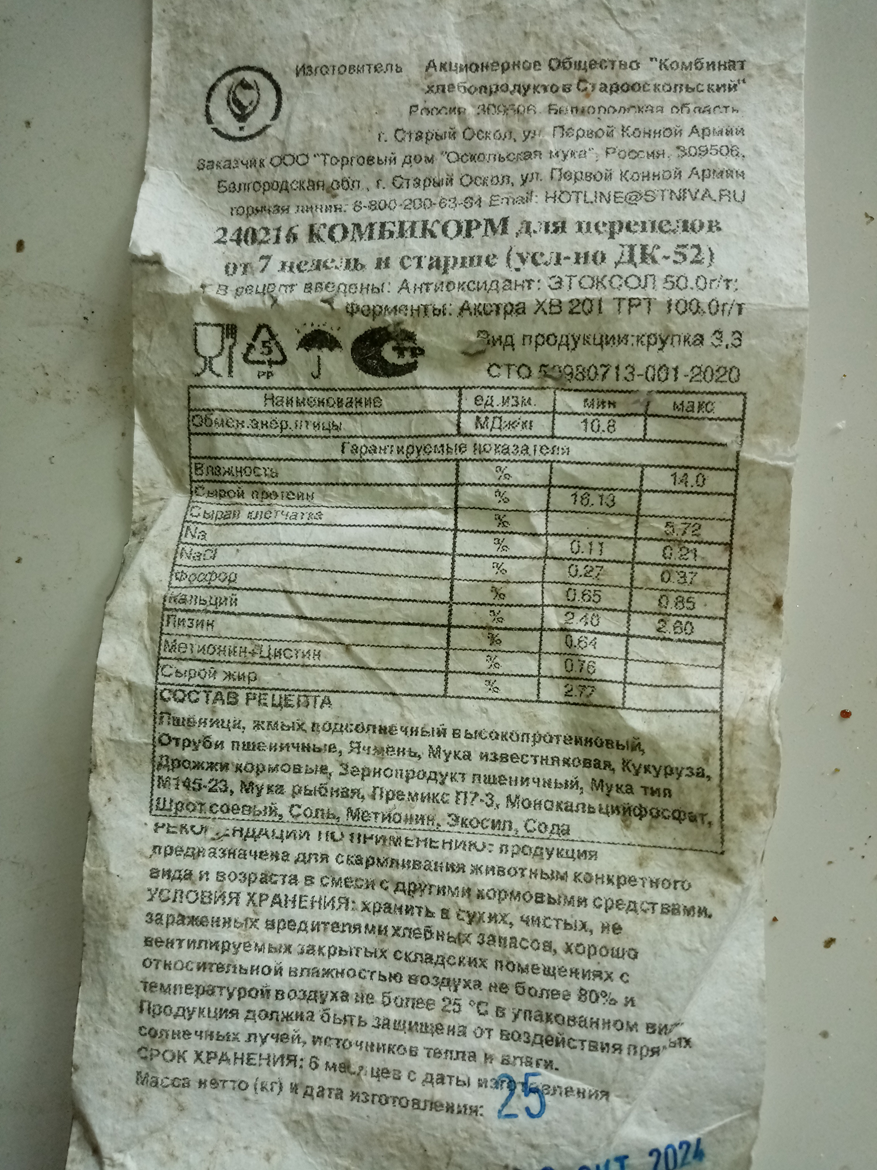 Изготовитель Акционерное Общество "Комбинат
хлебопродуктов Старооскольский"
Россия 309506, Белгородская область,
г. Старый Оскол, ул. Первой Конной Армии
Заказчик ООО "Торговый дом "Оскольская мука", Россия, 309506,
Белгородская обл., г. Старый Оскол, ул. Первой Конной Армии
горячая линия: 8-800-200-63-64 Email: HOTLINE@STNIVA.RU
240216 КОМБИКОРМ для перепелов
от 7 недель и старше (усл-но ДК-52)
* В рецепт введены: Антиоксидант: ЭТОКСОЛ 50.0г/т;
Ферменты: Акстра XB 201 ТРТ 100.0г/т
5
PP
Вид продукции:крупка 3,3
СТО 50980713-001-2020
Наименование ед.изм. мин макс
Обмен.энер.птицы МДж/кг 10.8
Гарантируемые показатели
Влажность % 14.0
Сырой протеин % 16.13
Сырая клетчатка % 5.72
Na % 0.11 0.21
NaCl % 0.27 0.37
Фосфор % 0.65 0.85
Кальций % 2.40 2.60
Лизин % 0.64
Метионин+Цистин % 0.76
Сырой жир % 2.77
СОСТАВ РЕЦЕПТА
Пшеница, жмых подсолнечный высокопротеиновый,
Отруби пшеничные, Ячмень, Мука известняковая, Кукуруза,
Дрожжи кормовые, Зернопродукт пшеничный, Мука тип
М145-23, Мука рыбная, Премикс П7-3, Монокальцийфосфат,
Шрот соевый, Соль, Метионин, Экосил, Сода
РЕКОМЕНДАЦИИ ПО ПРИМЕНЕНИЮ: продукция
предназначена для скармливания животным конкретного
вида и возраста в смеси с другими кормовыми средствами.
УСЛОВИЯ ХРАНЕНИЯ: хранить в сухих, чистых, не
зараженных вредителями хлебных запасов, хорошо
вентилируемых закрытых складских помещениях с
относительной влажностью воздуха не более 80% и
температурой воздуха не более 25 °С в упакованном виде
Продукция должна быть защищена от воздействия прямых
солнечных лучей, источников тепла и влаги.
СРОК ХРАНЕНИЯ: 6 месяцев с даты изготовления
Масса нетто (кг) и дата изготовления: 25
ОКТ 2024